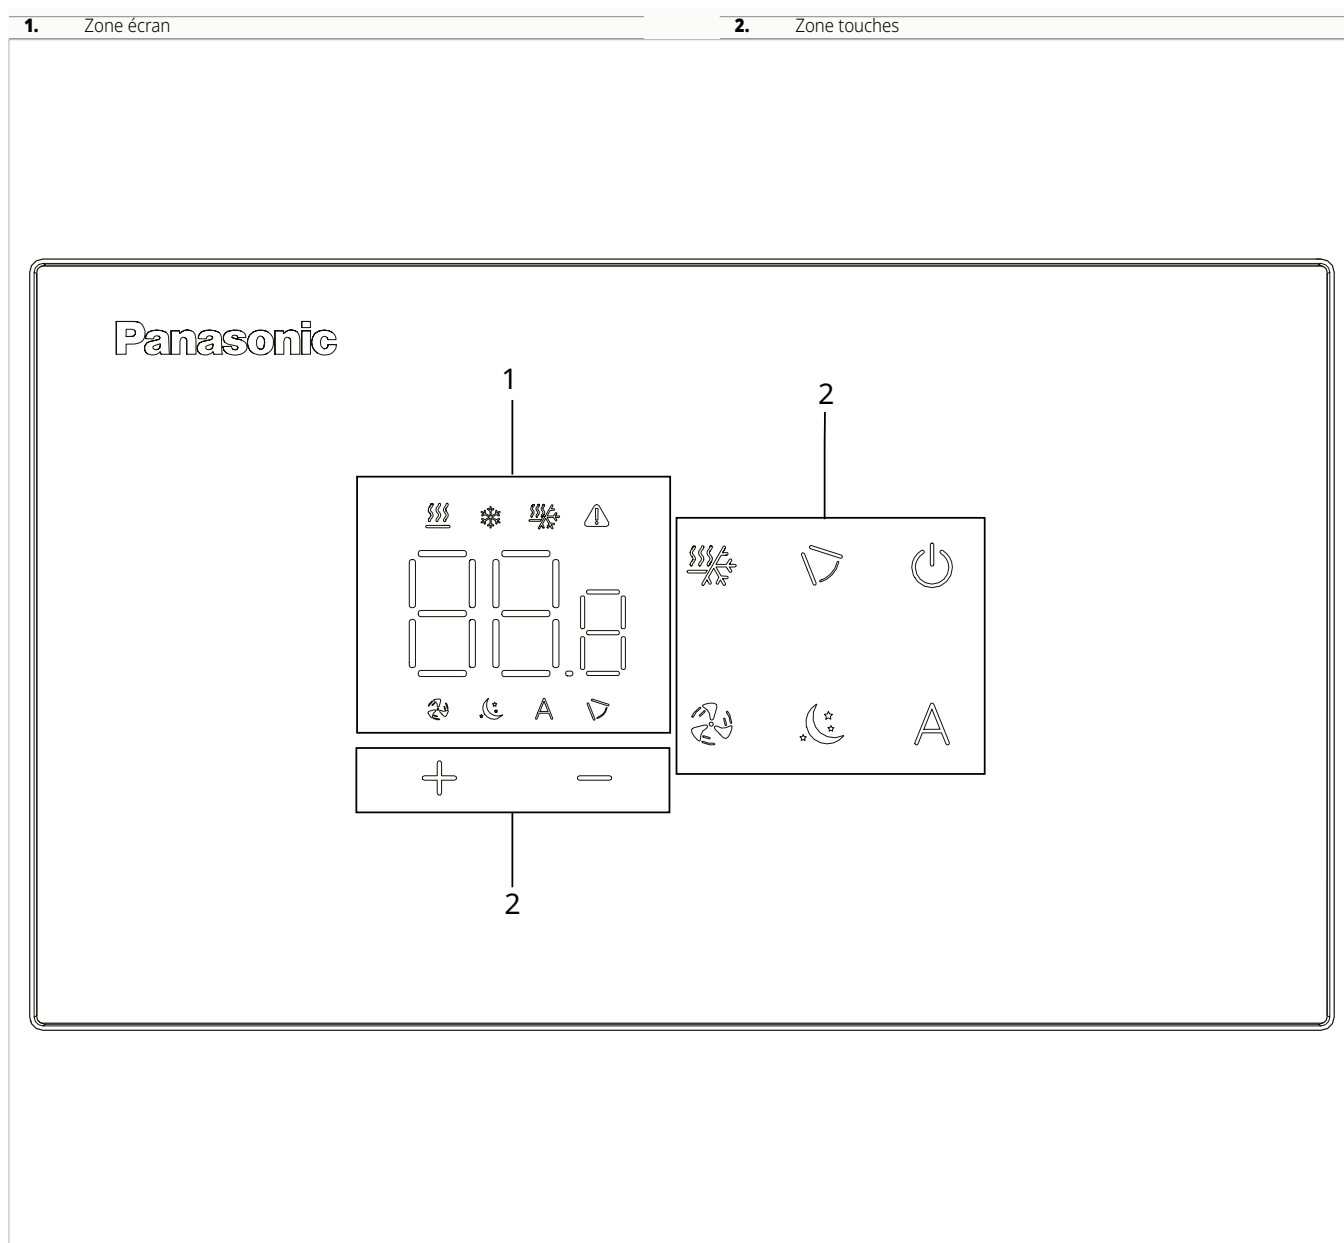 1. Zone écran 2. Zone touches
Panasonic
1
2
A
+ −
A
2